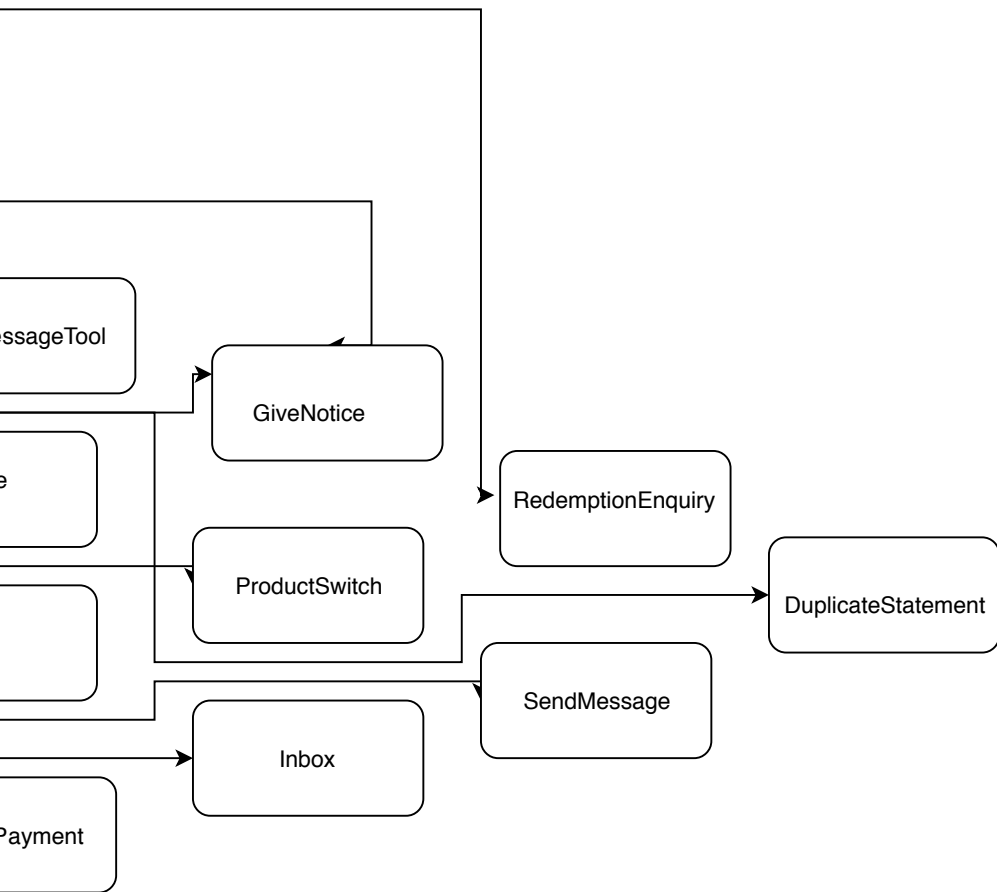 essageTool
GiveNotice
e
RedemptionEnquiry
ProductSwitch
DuplicateStatement
SendMessage
Inbox
Payment